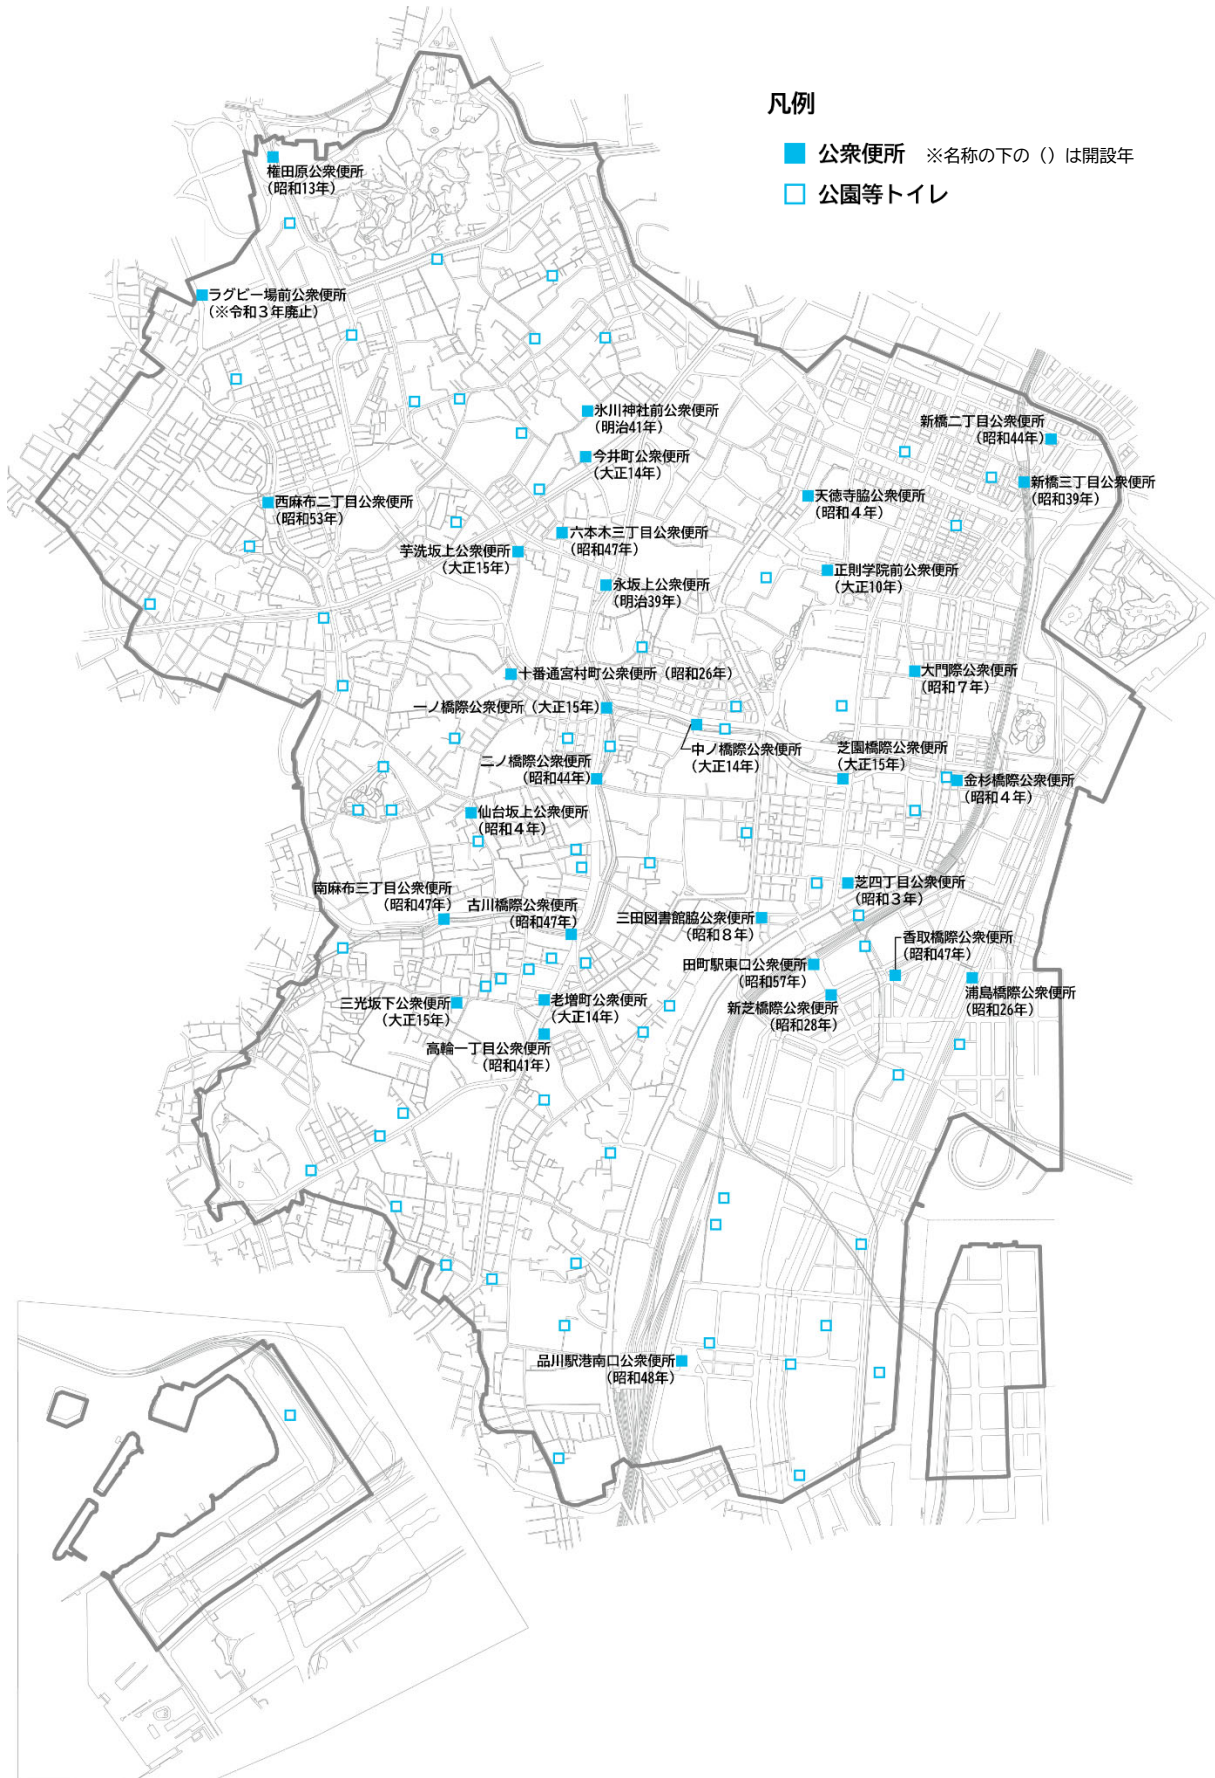 凡例
公衆便所 ※名称の下の（）は開設年
公園等トイレ
権田原公衆便所
（昭和13年）
ラグビー場前公衆便所
（※令和３年廃止）
氷川神社前公衆便所
（明治41年）
新橋二丁目公衆便所
（昭和44年）
今井町公衆便所
（大正14年）
新橋三丁目公衆便所
（昭和39年）
西麻布二丁目公衆便所
（昭和53年）
天徳寺脇公衆便所
（昭和４年）
六本木三丁目公衆便所
（昭和47年）
芋洗坂上公衆便所
（大正15年）
正則学院前公衆便所
（大正10年）
永坂上公衆便所
（明治39年）
十番通宮村町公衆便所（昭和26年）
大門際公衆便所
（昭和７年）
一ノ橋際公衆便所（大正15年）
中ノ橋際公衆便所
（大正14年）
芝園橋際公衆便所
（大正15年）
二ノ橋際公衆便所
（昭和44年）
金杉橋際公衆便所
（昭和４年）
仙台坂上公衆便所
（昭和４年）
南麻布三丁目公衆便所
（昭和47年）
古川橋際公衆便所
（昭和47年）
芝四丁目公衆便所
（昭和３年）
三田図書館脇公衆便所
（昭和８年）
香取橋際公衆便所
（昭和47年）
田町駅東口公衆便所
（昭和57年）
浦島橋際公衆便所
（昭和26年）
三光坂下公衆便所
（大正15年）
老増町公衆便所
（大正14年）
新芝橋際公衆便所
（昭和28年）
高輪一丁目公衆便所
（昭和41年）
品川駅港南口公衆便所
（昭和48年）